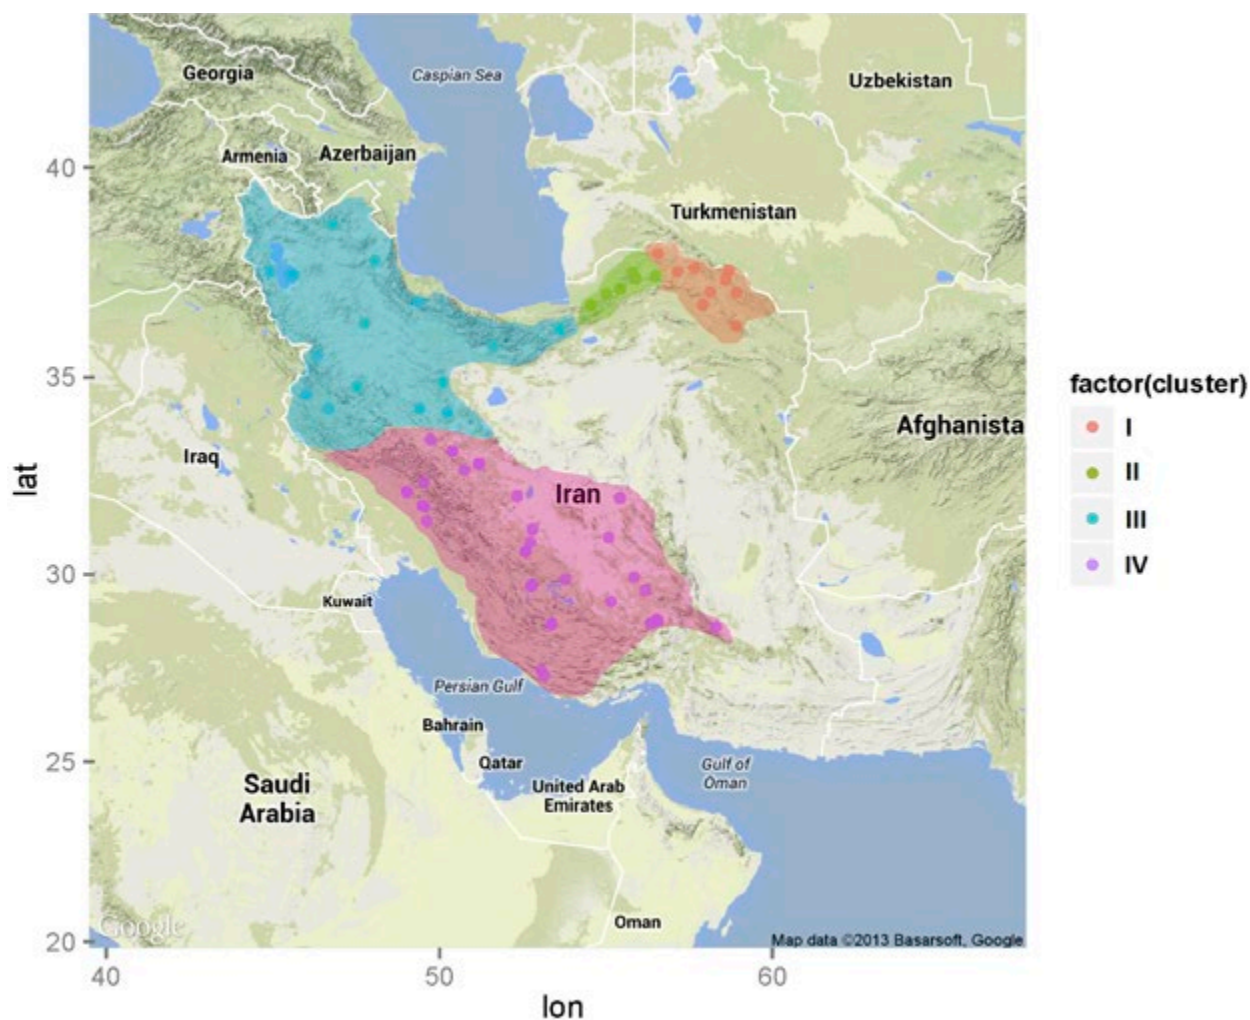 Georgia
Caspian Sea
Uzbekistan
Armenia
Azerbaijan
40
Turkmenistan
35
Afghanista
Iraq
lat
Iran
30
Kuwait
Persian Gulf
Bahrain
25
Qatar
Gulf of
Oman
United Arab
Emirates
Saudi
Arabia
Oman
Google
Map data ©2013 Basarsoft, Google
20
40
50
60
lon
factor(cluster)
I
II
III
IV